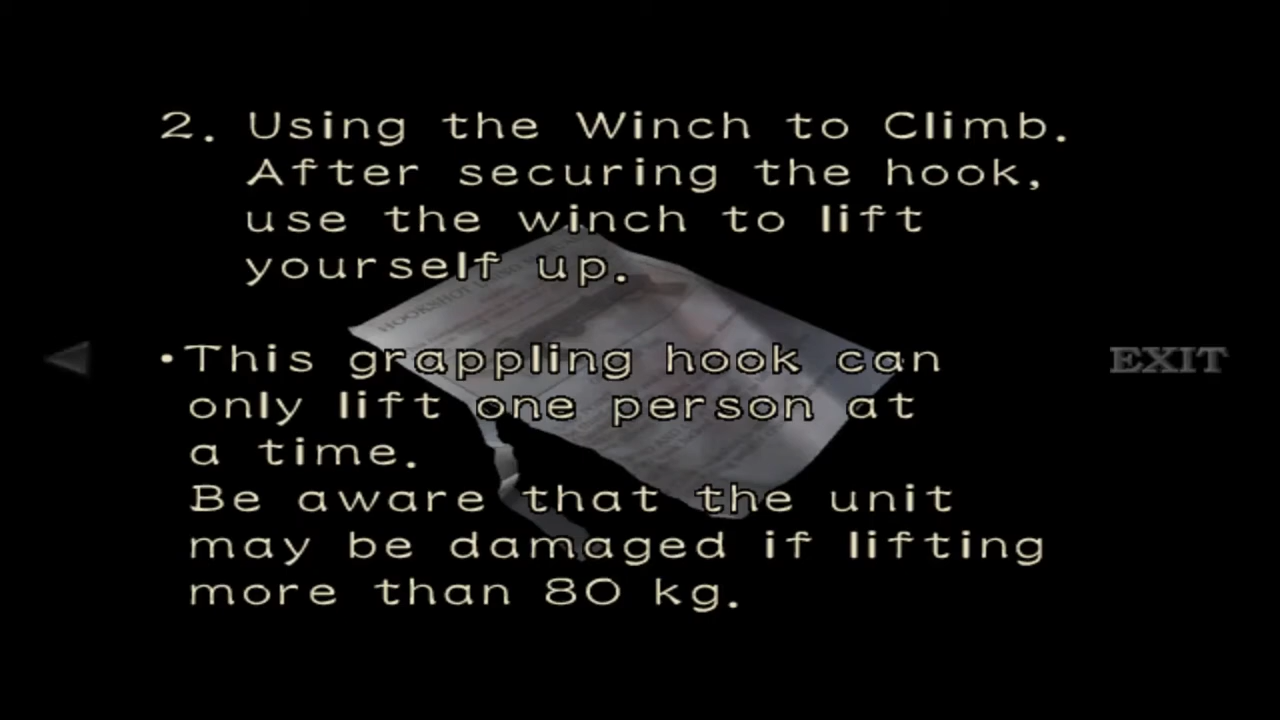 2. Using the Winch to Climb.
After securing the hook,
use the winch to lift
yourself up.
•This grappling hook can
only lift one person at
a time.
Be aware that the unit
may be damaged if lifting
more than 80 kg.
EXIT
HOOKSHOT